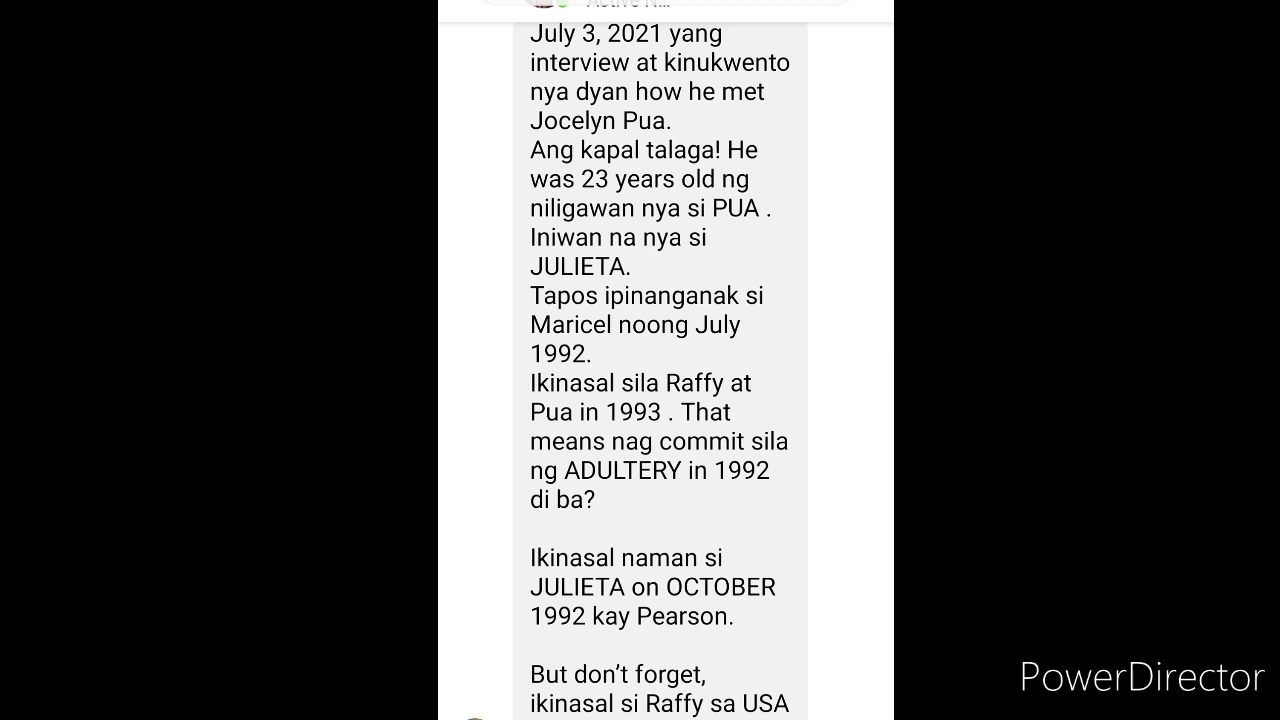 Active N...
July 3, 2021 yang
interview at kinukwento
nya dyan how he met
Jocelyn Pua.
Ang kapal talaga! He
was 23 years old ng
niligawan nya si PUA .
Iniwan na nya si
JULIETA.
Tapos ipinanganak si
Maricel noong July
1992.
Ikinasal sila Raffy at
Pua in 1993 . That
means nag commit sila
ng ADULTERY in 1992
di ba?
Ikinasal naman si
JULIETA on OCTOBER
1992 kay Pearson.
But don’t forget,
ikinasal si Raffy sa USA
PowerDirector